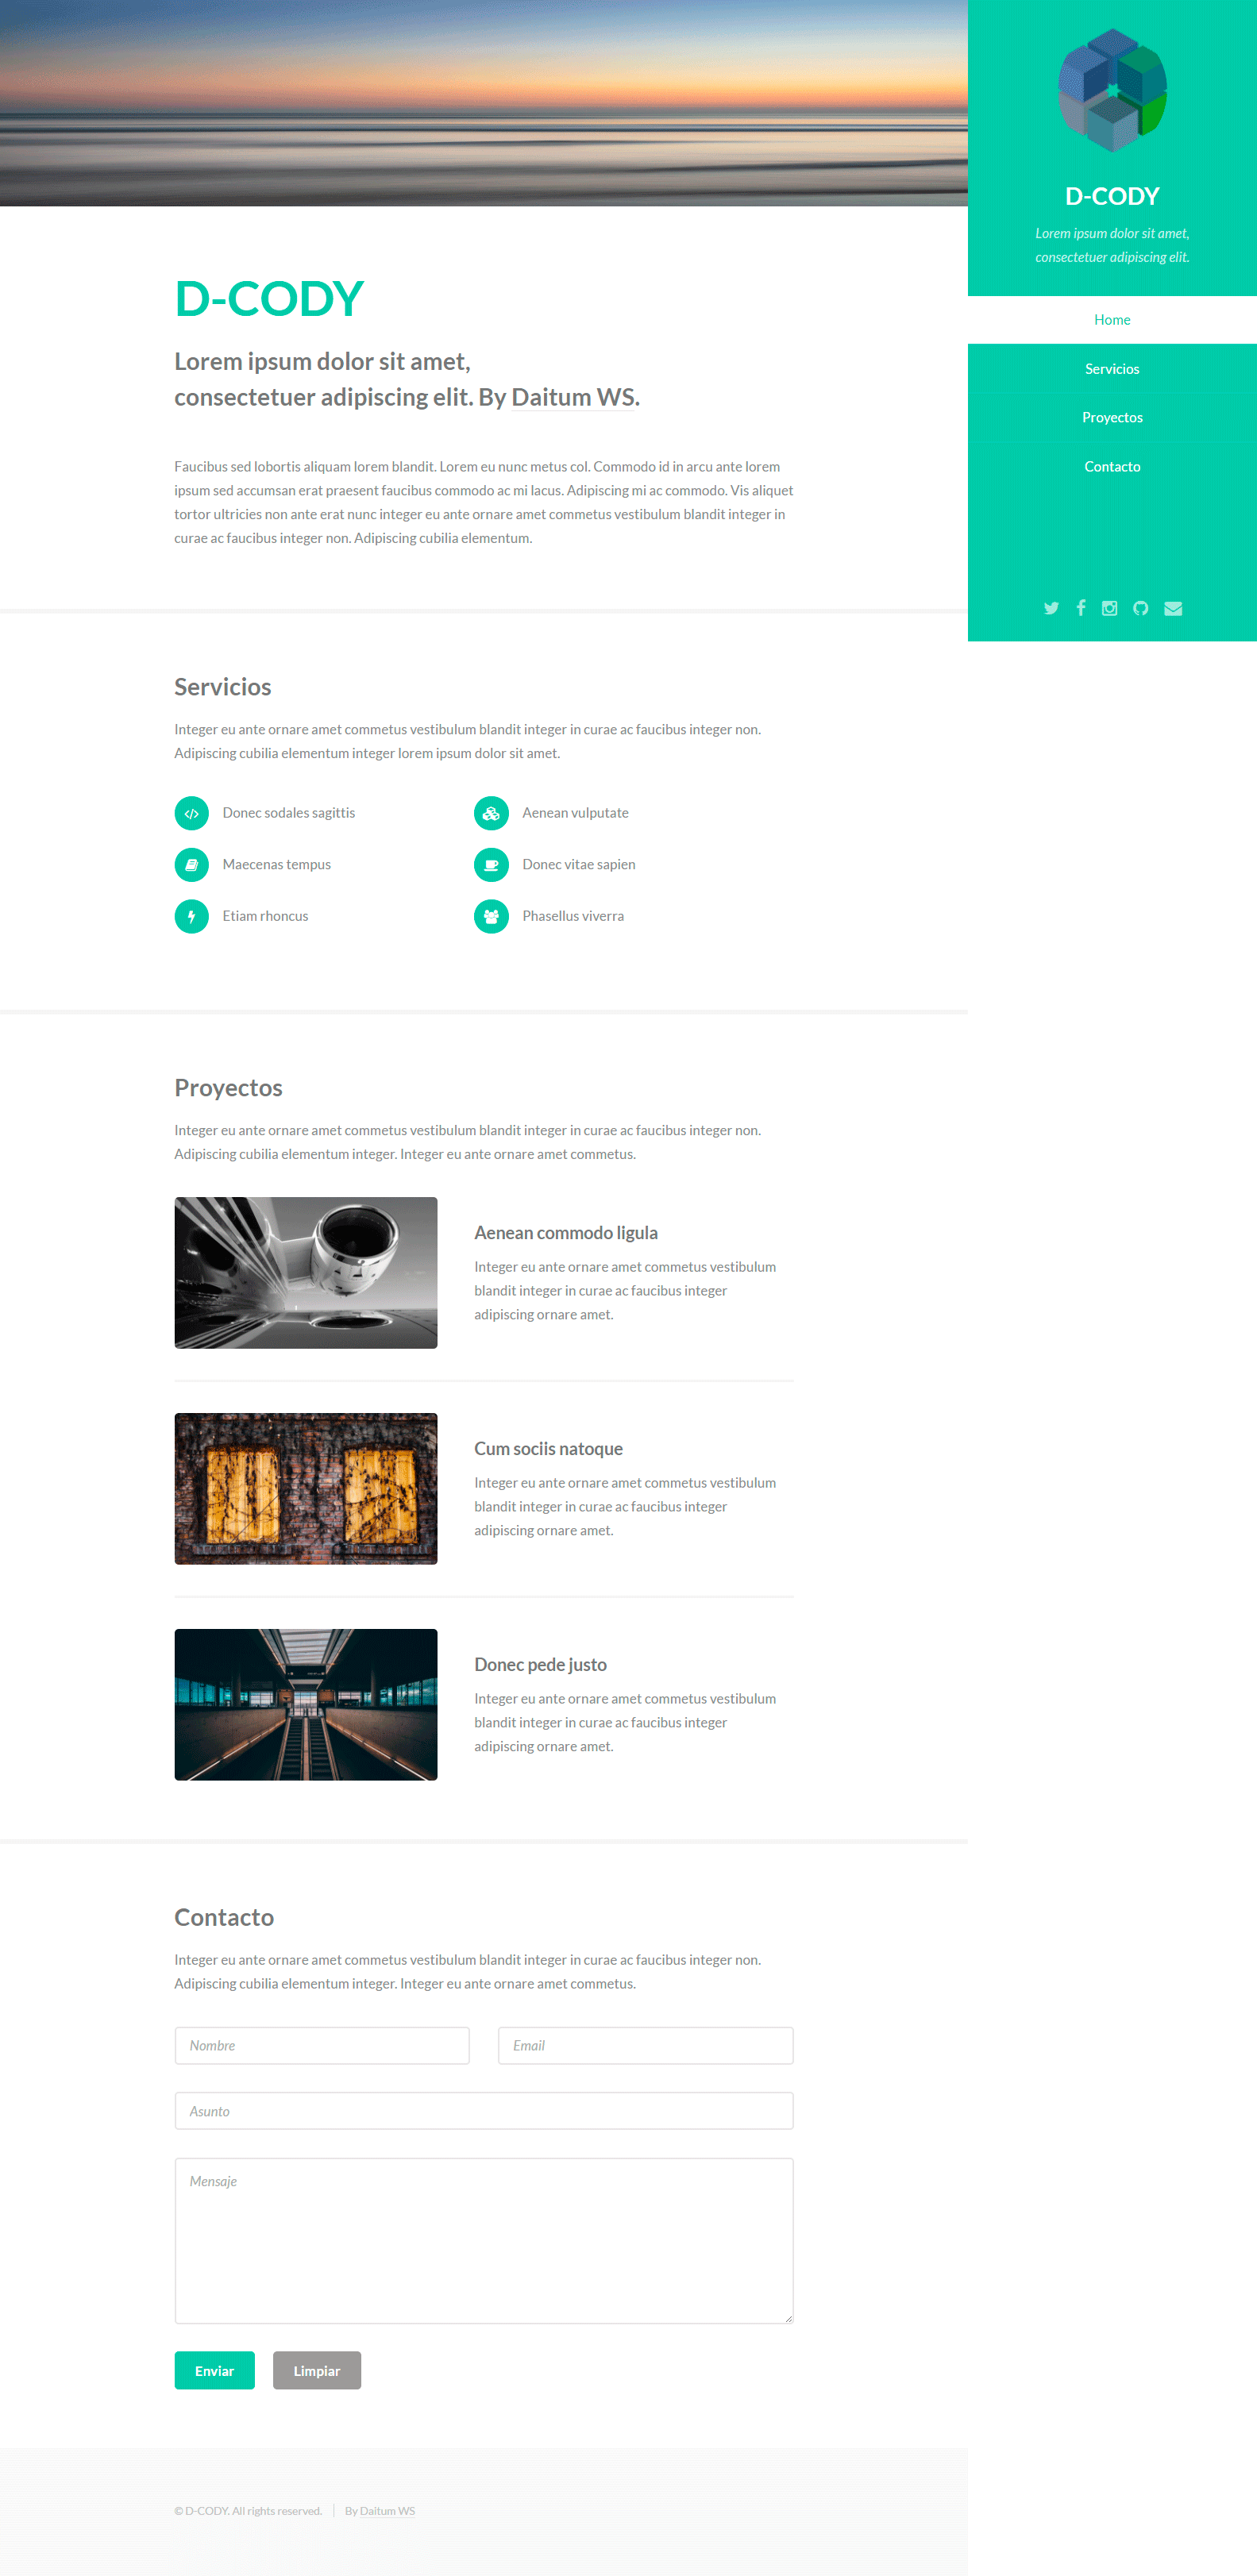 D-CODY
Lorem ipsum dolor sit amet,
consectetuer adipiscing elit.
Home
Servicios
Proyectos
Contacto
D-CODY
Lorem ipsum dolor sit amet,
consectetuer adipiscing elit. By Daitum WS.
Faucibus sed lobortis aliquam lorem blandit. Lorem eu nunc metus col. Commodo id in arcu ante lorem
ipsum sed accumsan erat praesent faucibus commodo ac mi lacus. Adipiscing mi ac commodo. Vis aliquet
tortor ultricies non ante erat nunc integer eu ante ornare amet commetus vestibulum blandit integer in
curae ac faucibus integer non. Adipiscing cubilia elementum.
Servicios
Integer eu ante ornare amet commetus vestibulum blandit integer in curae ac faucibus integer non.
Adipiscing cubilia elementum integer lorem ipsum dolor sit amet.
Donec sodales sagittis
Aenean vulputate
Maecenas tempus
Donec vitae sapien
Etiam rhoncus
Phasellus viverra
Proyectos
Integer eu ante ornare amet commetus vestibulum blandit integer in curae ac faucibus integer non.
Adipiscing cubilia elementum integer. Integer eu ante ornare amet commetus.
Aenean commodo ligula
Integer eu ante ornare amet commetus vestibulum
blandit integer in curae ac faucibus integer
adipiscing ornare amet.
Cum sociis natoque
Integer eu ante ornare amet commetus vestibulum
blandit integer in curae ac faucibus integer
adipiscing ornare amet.
Donec pede justo
Integer eu ante ornare amet commetus vestibulum
blandit integer in curae ac faucibus integer
adipiscing ornare amet.
Contacto
Integer eu ante ornare amet commetus vestibulum blandit integer in curae ac faucibus integer non.
Adipiscing cubilia elementum integer. Integer eu ante ornare amet commetus.
Nombre
Email
Asunto
Mensaje
Enviar
Limpiar
© D-CODY. All rights reserved. By Daitum WS